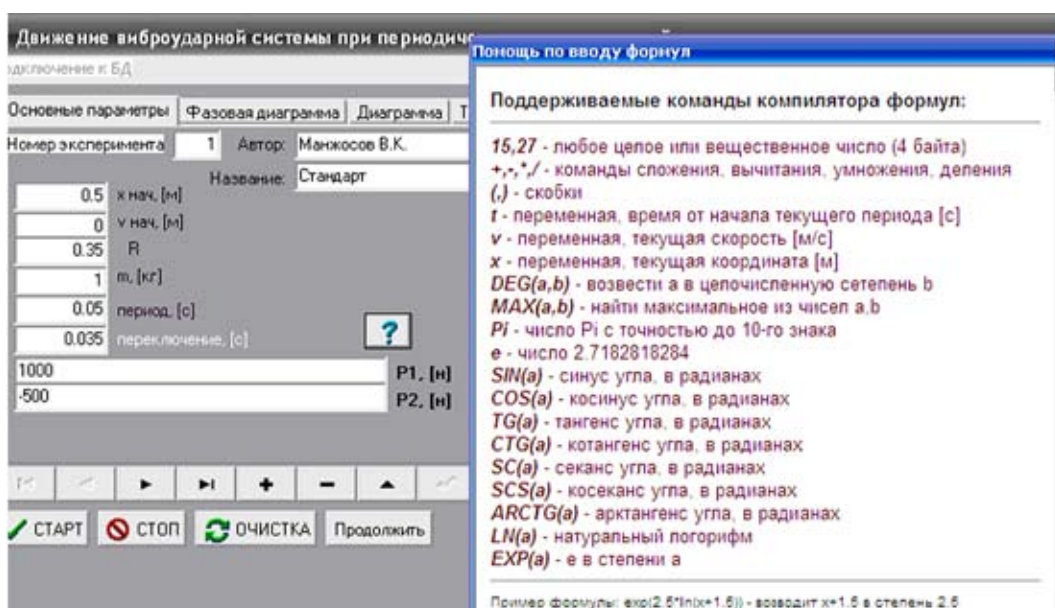 Движение виброударной системы при периодичс
одключение к БД
Основные параметры Фазовая диаграмма Диаграмма Т
Номер эксперимента 1 Автор: Манжосов В.К.
Название: Стандарт
0.5 x нач, [м]
0 v нач, [м]
0.35 R
1 m, [кг]
0.05 период, [с]
0.035 переключение, [с]
?
1000 P1, [н]
-500 P2, [н]
СТАРТ СТОП ОЧИСТКА Продолжить
Помощь по вводу формул
Поддерживаемые команды компилятора формул:
15,27 - любое целое или вещественное число (4 байта)
+,-,*,/ - команды сложения, вычитания, умножения, деления
(,) - скобки
t - переменная, время от начала текущего периода [с]
v - переменная, текущая скорость [м/с]
x - переменная, текущая координата [м]
DEG(a,b) - возвести a в целочисленную сетепень b
MAX(a,b) - найти максимальное из чисел a,b
Pi - число Pi с точностью до 10-го знака
e - число 2.7182818284
SIN(a) - синус угла, в радианах
COS(a) - косинус угла, в радианах
TG(a) - тангенс угла, в радианах
CTG(a) - котангенс угла, в радианах
SC(a) - секанс угла, в радианах
SCS(a) - косеканс угла, в радианах
ARCTG(a) - арктангенс угла, в радианах
LN(a) - натуральный логорифм
EXP(a) - e в степени a
Пример формулы: exp(2.5*ln(x+1.5)) - возводит x+1.5 в степень 2.5